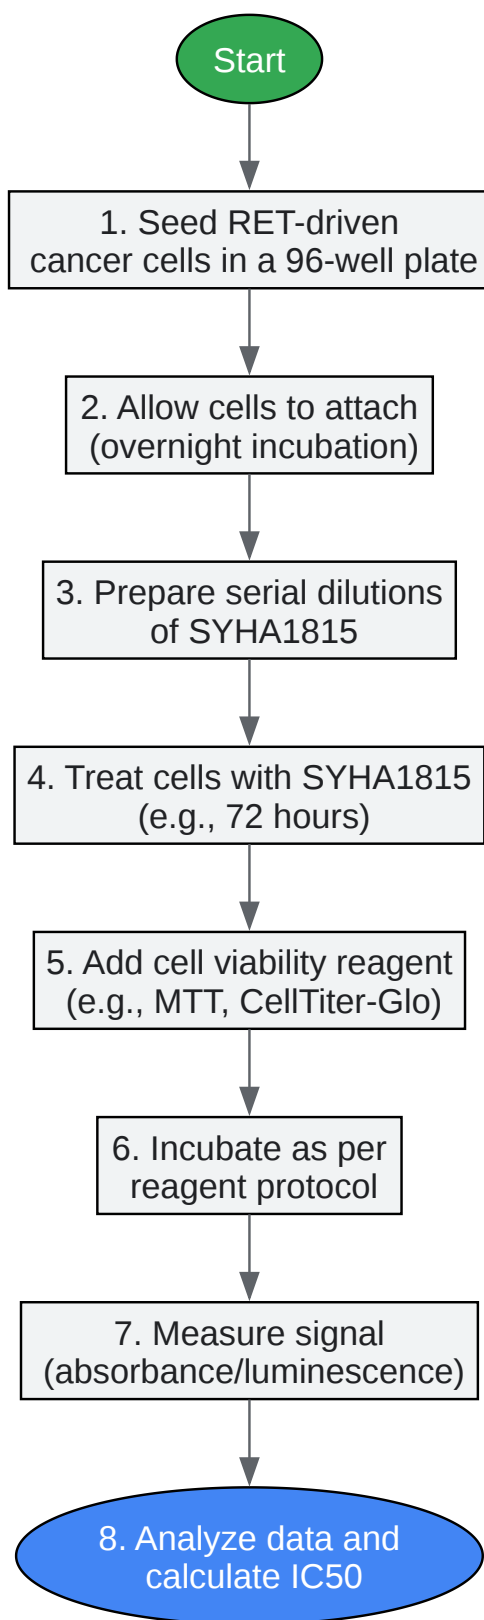 Start
1. Seed RET-driven
cancer cells in a 96-well plate
2. Allow cells to attach
(overnight incubation)
3. Prepare serial dilutions
of SYHA1815
4. Treat cells with SYHA1815
(e.g., 72 hours)
5. Add cell viability reagent
(e.g., MTT, CellTiter-Glo)
6. Incubate as per
reagent protocol
7. Measure signal
(absorbance/luminescence)
8. Analyze data and
calculate IC50